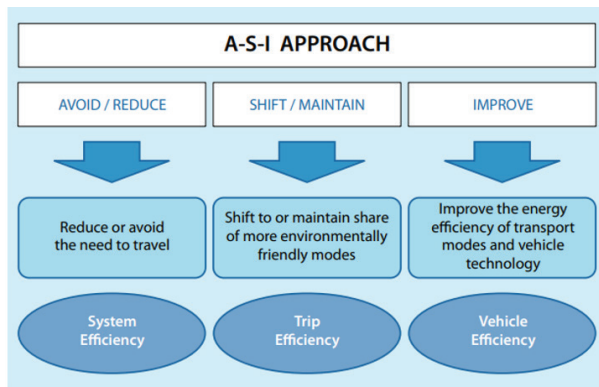 A-S-I APPROACH
AVOID / REDUCE
SHIFT / MAINTAIN
IMPROVE
Reduce or avoid
the need to travel
Shift to or maintain share
of more environmentally
friendly modes
Improve the energy
efficiency of transport
modes and vehicle
technology
System
Efficiency
Trip
Efficiency
Vehicle
Efficiency